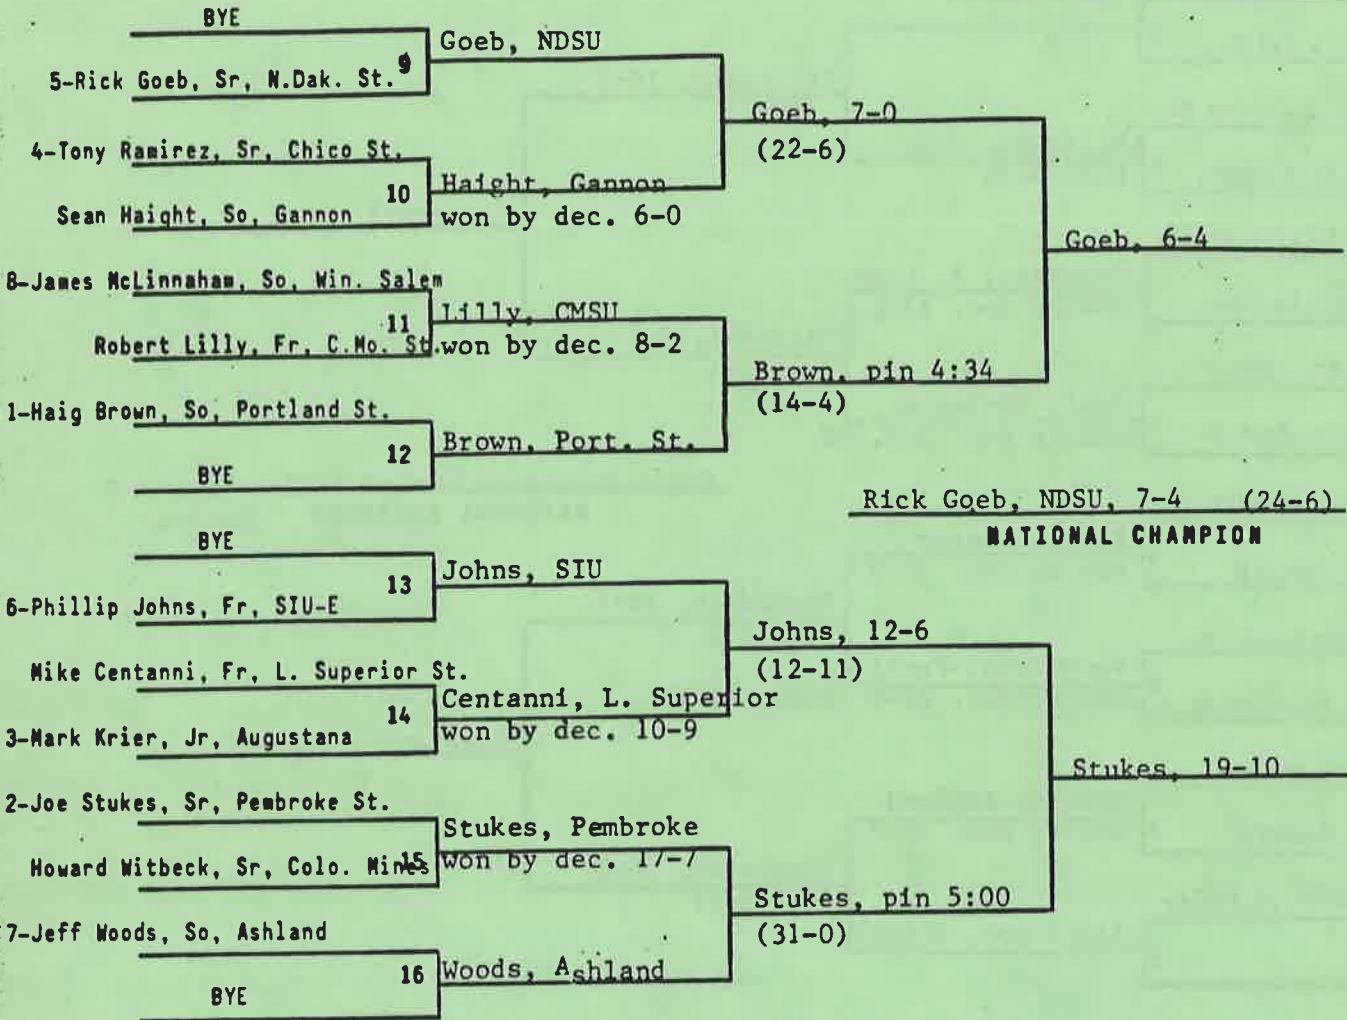 BYE
Goeb, NDSU
9
5-Rick Goeb, Sr, N.Dak. St.
Goeb, 7-0
(22-6)
4-Tony Ramirez, Sr, Chico St.
10
Haight, Gannon
Sean Haight, So, Gannon
won by dec. 6-0
Goeb, 6-4
8-James McLinnaham, So, Win. Salem
11
Lilly, CMSU
Robert Lilly, Fr, C.Mo. St.
won by dec. 8-2
Brown, pin 4:34
(14-4)
1-Haig Brown, So, Portland St.
12
Brown, Port. St.
BYE
Rick Goeb, NDSU, 7-4 (24-6)
NATIONAL CHAMPION
BYE
13
Johns, SIU
6-Phillip Johns, Fr, SIU-E
Johns, 12-6
(12-11)
Mike Centanni, Fr, L. Superior St.
14
Centanni, L. Superior
3-Mark Krier, Jr, Augustana
won by dec. 10-9
Stukes, 19-10
2-Joe Stukes, Sr, Pembroke St.
Stukes, Pembroke
Howard Witbeck, Sr, Colo. Mines
15
won by dec. 17-7
Stukes, pin 5:00
(31-0)
7-Jeff Woods, So, Ashland
16
Woods, Ashland
BYE